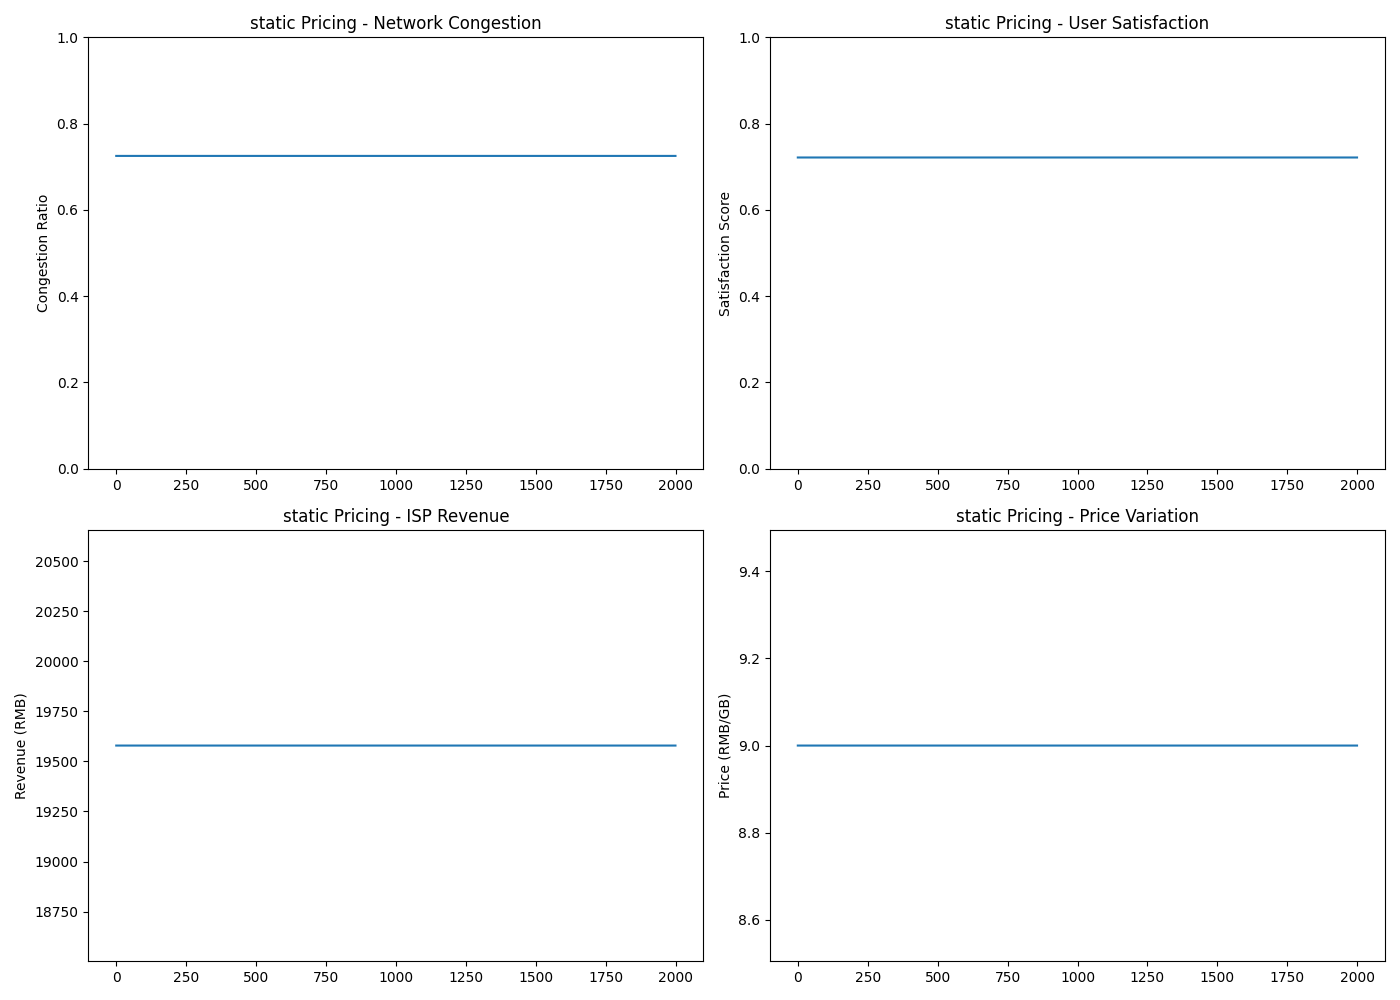 static Pricing - Network Congestion
1.0
0.8
0.6
0.4
0.2
0.0
Congestion Ratio
0 250 500 750 1000 1250 1500 1750 2000
static Pricing - User Satisfaction
1.0
0.8
0.6
0.4
0.2
0.0
Satisfaction Score
0 250 500 750 1000 1250 1500 1750 2000
static Pricing - ISP Revenue
20500
20250
20000
19750
19500
19250
19000
18750
Revenue (RMB)
0 250 500 750 1000 1250 1500 1750 2000
static Pricing - Price Variation
9.4
9.2
9.0
8.8
8.6
Price (RMB/GB)
0 250 500 750 1000 1250 1500 1750 2000